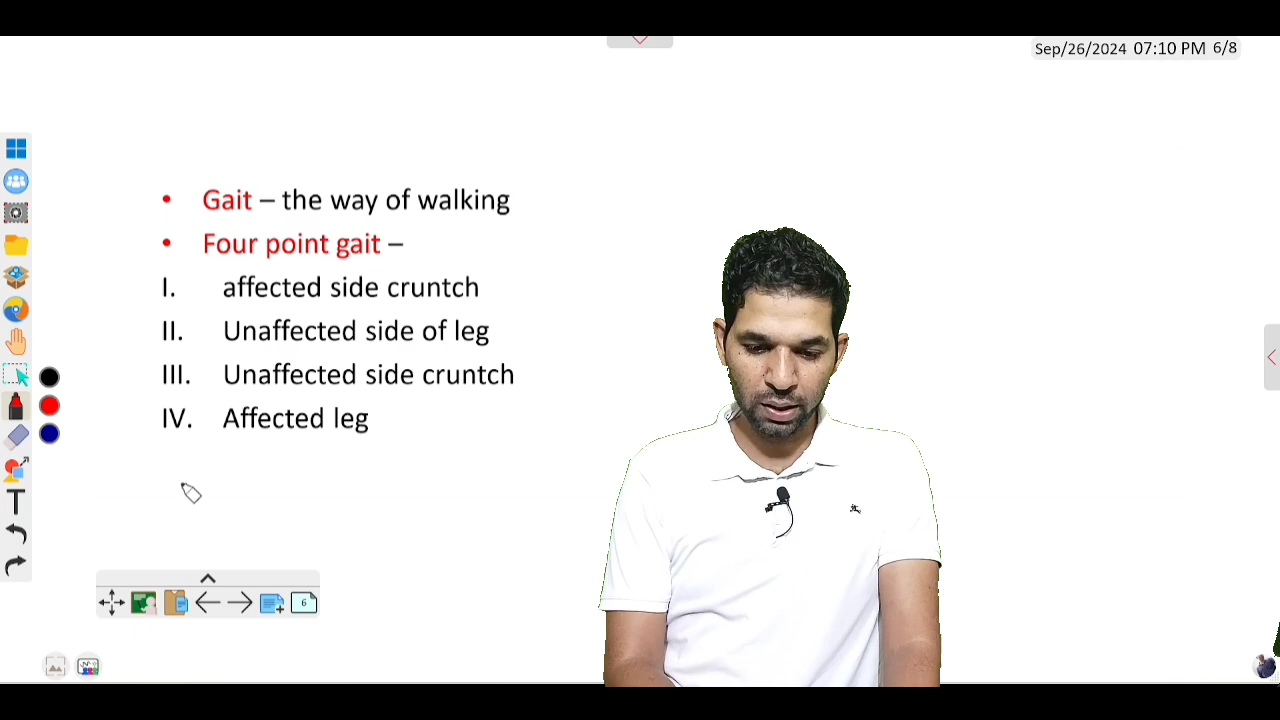 Sep/26/2024 07:10 PM 6/8
• Gait – the way of walking
• Four point gait –
I. affected side cruntch
II. Unaffected side of leg
III. Unaffected side cruntch
IV. Affected leg
T
6